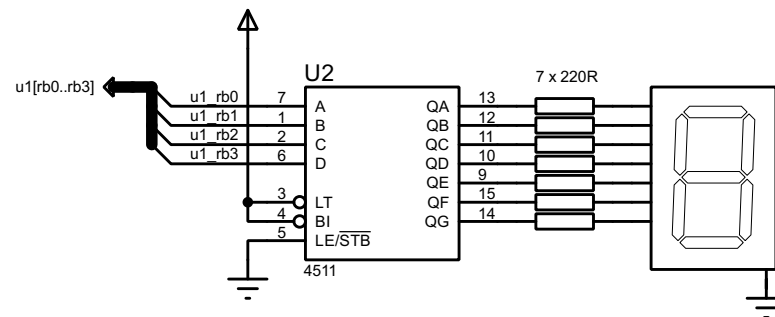 U2
7 x 220R
u1[rb0..rb3]
u1_rb0 7 A QA 13
u1_rb1 1 B QB 12
u1_rb2 2 C QC 11
u1_rb3 6 D QD 10
QE 9
3 LT QF 15
4 BI QG 14
5 LE/STB
4511